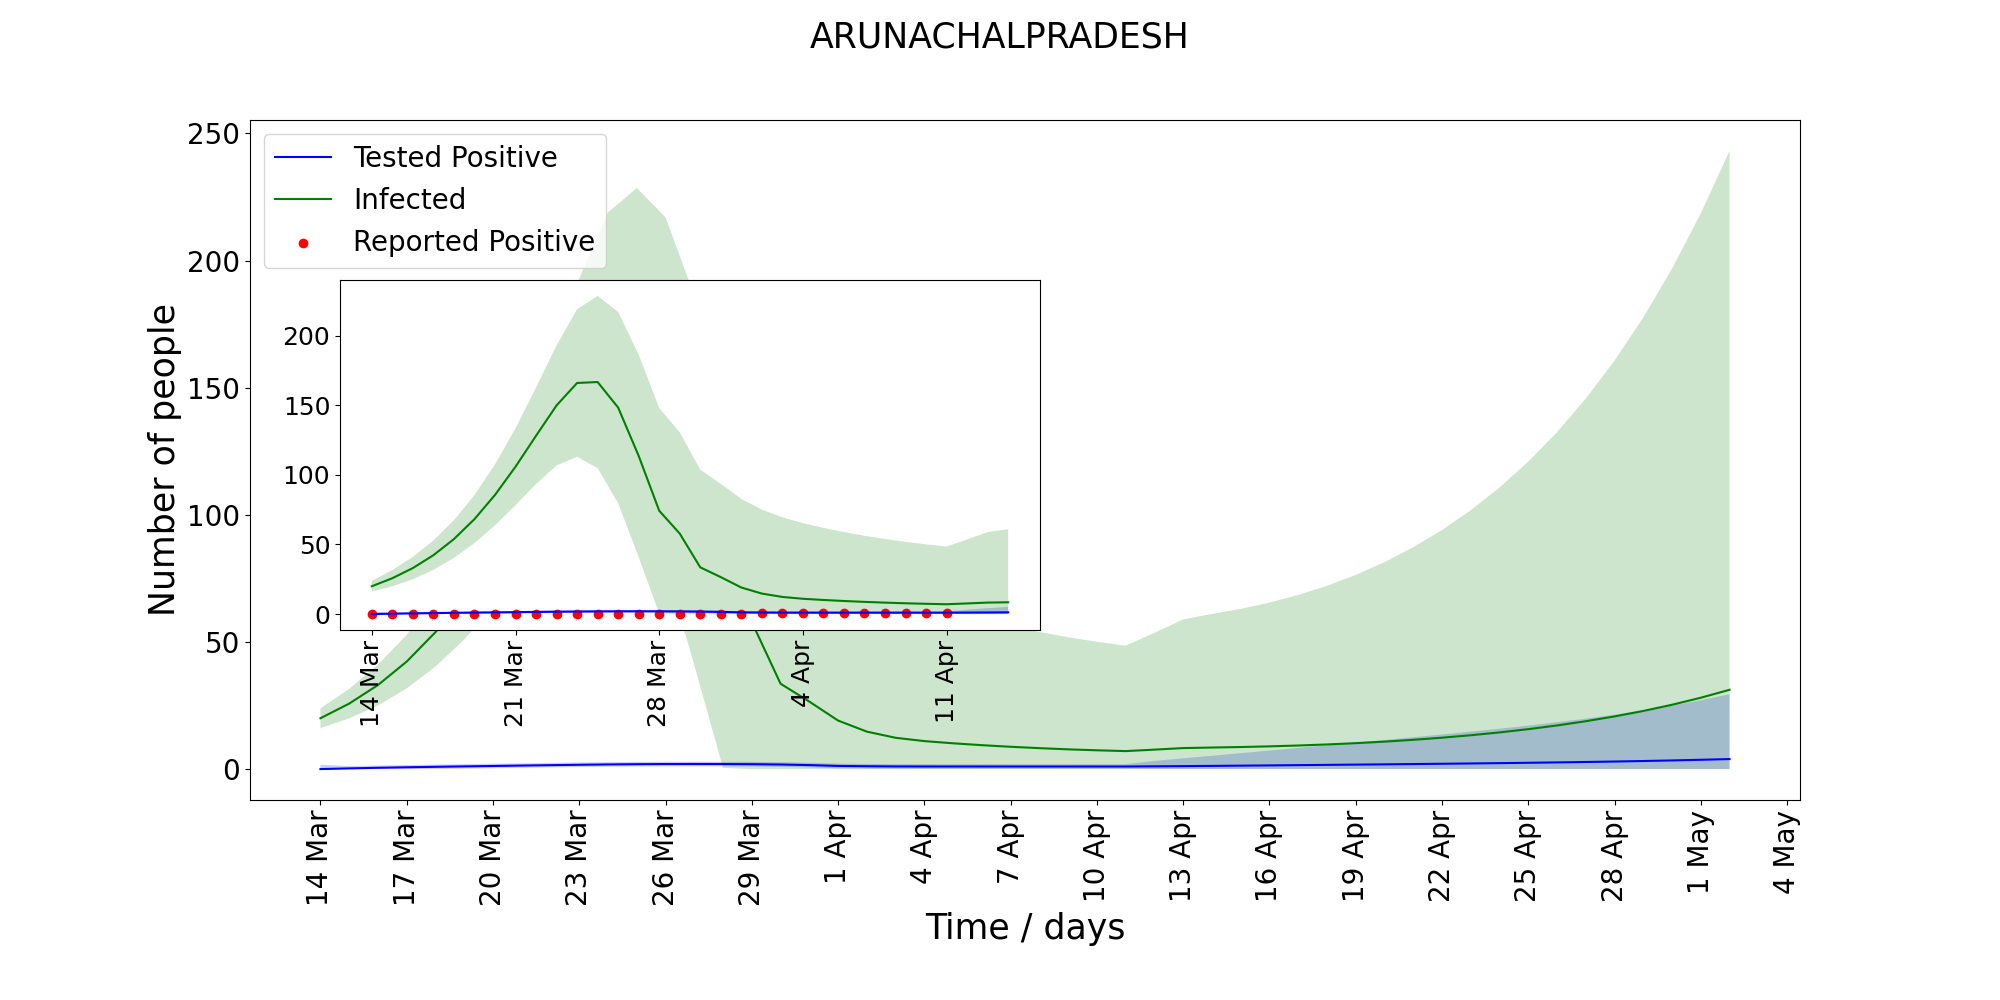 ARUNACHALPRADESH
Tested Positive
Infected
Reported Positive
Number of people
250
200
150
100
50
0
200
150
100
50
0
14 Mar
21 Mar
28 Mar
4 Apr
11 Apr
14 Mar
17 Mar
20 Mar
23 Mar
26 Mar
29 Mar
1 Apr
4 Apr
7 Apr
10 Apr
13 Apr
16 Apr
19 Apr
22 Apr
25 Apr
28 Apr
1 May
4 May
Time / days